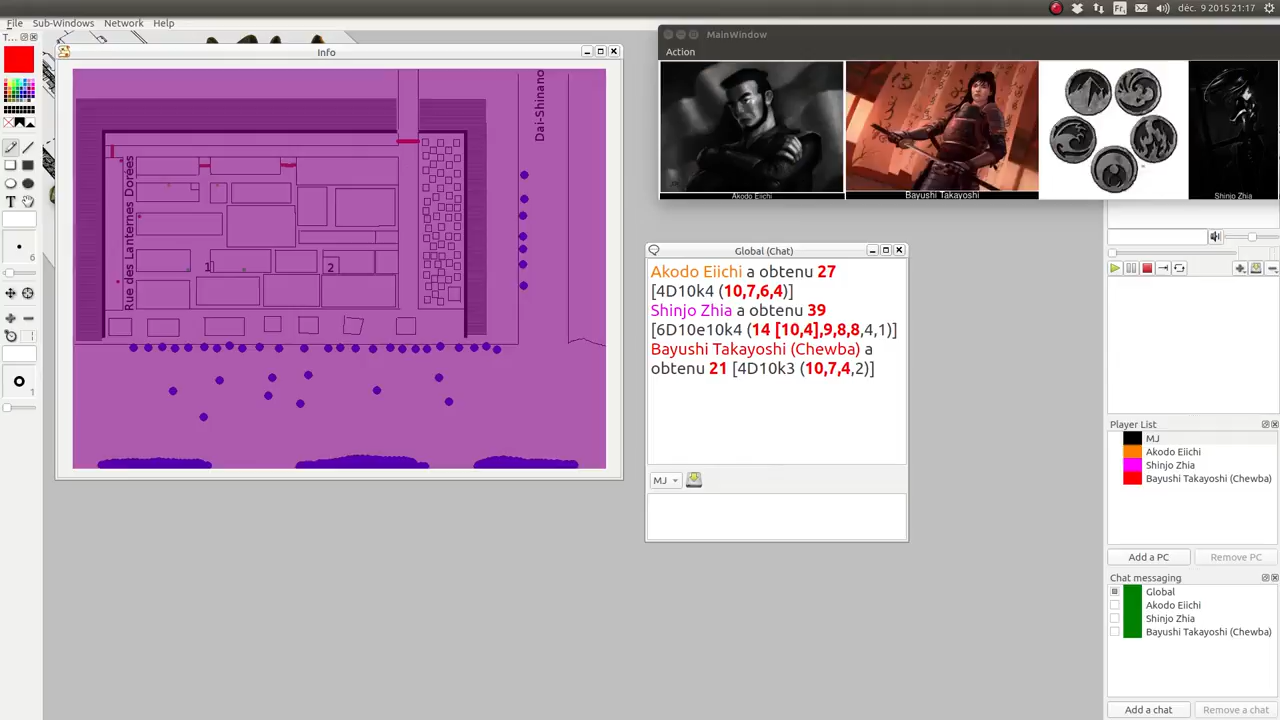 Fr,
déc. 9 2015 21:17
File Sub-Windows Network Help
T...
Info
MainWindow
Action
Dai-Shinano
Rue des Lanternes Dorées
1
2
Akodo Eiichi
Bayushi Takayoshi
Shinjo Zhia
T
6
1
Global (Chat)
Akodo Eiichi a obtenu 27
[4D10k4 (10,7,6,4)]
Shinjo Zhia a obtenu 39
[6D10e10k4 (14 [10,4],9,8,8,4,1)]
Bayushi Takayoshi (Chewba) a
obtenu 21 [4D10k3 (10,7,4,2)]
MJ
Player List
MJ
Akodo Eiichi
Shinjo Zhia
Bayushi Takayoshi (Chewba)
Add a PC
Remove PC
Chat messaging
Global
Akodo Eiichi
Shinjo Zhia
Bayushi Takayoshi (Chewba)
Add a chat
Remove a chat